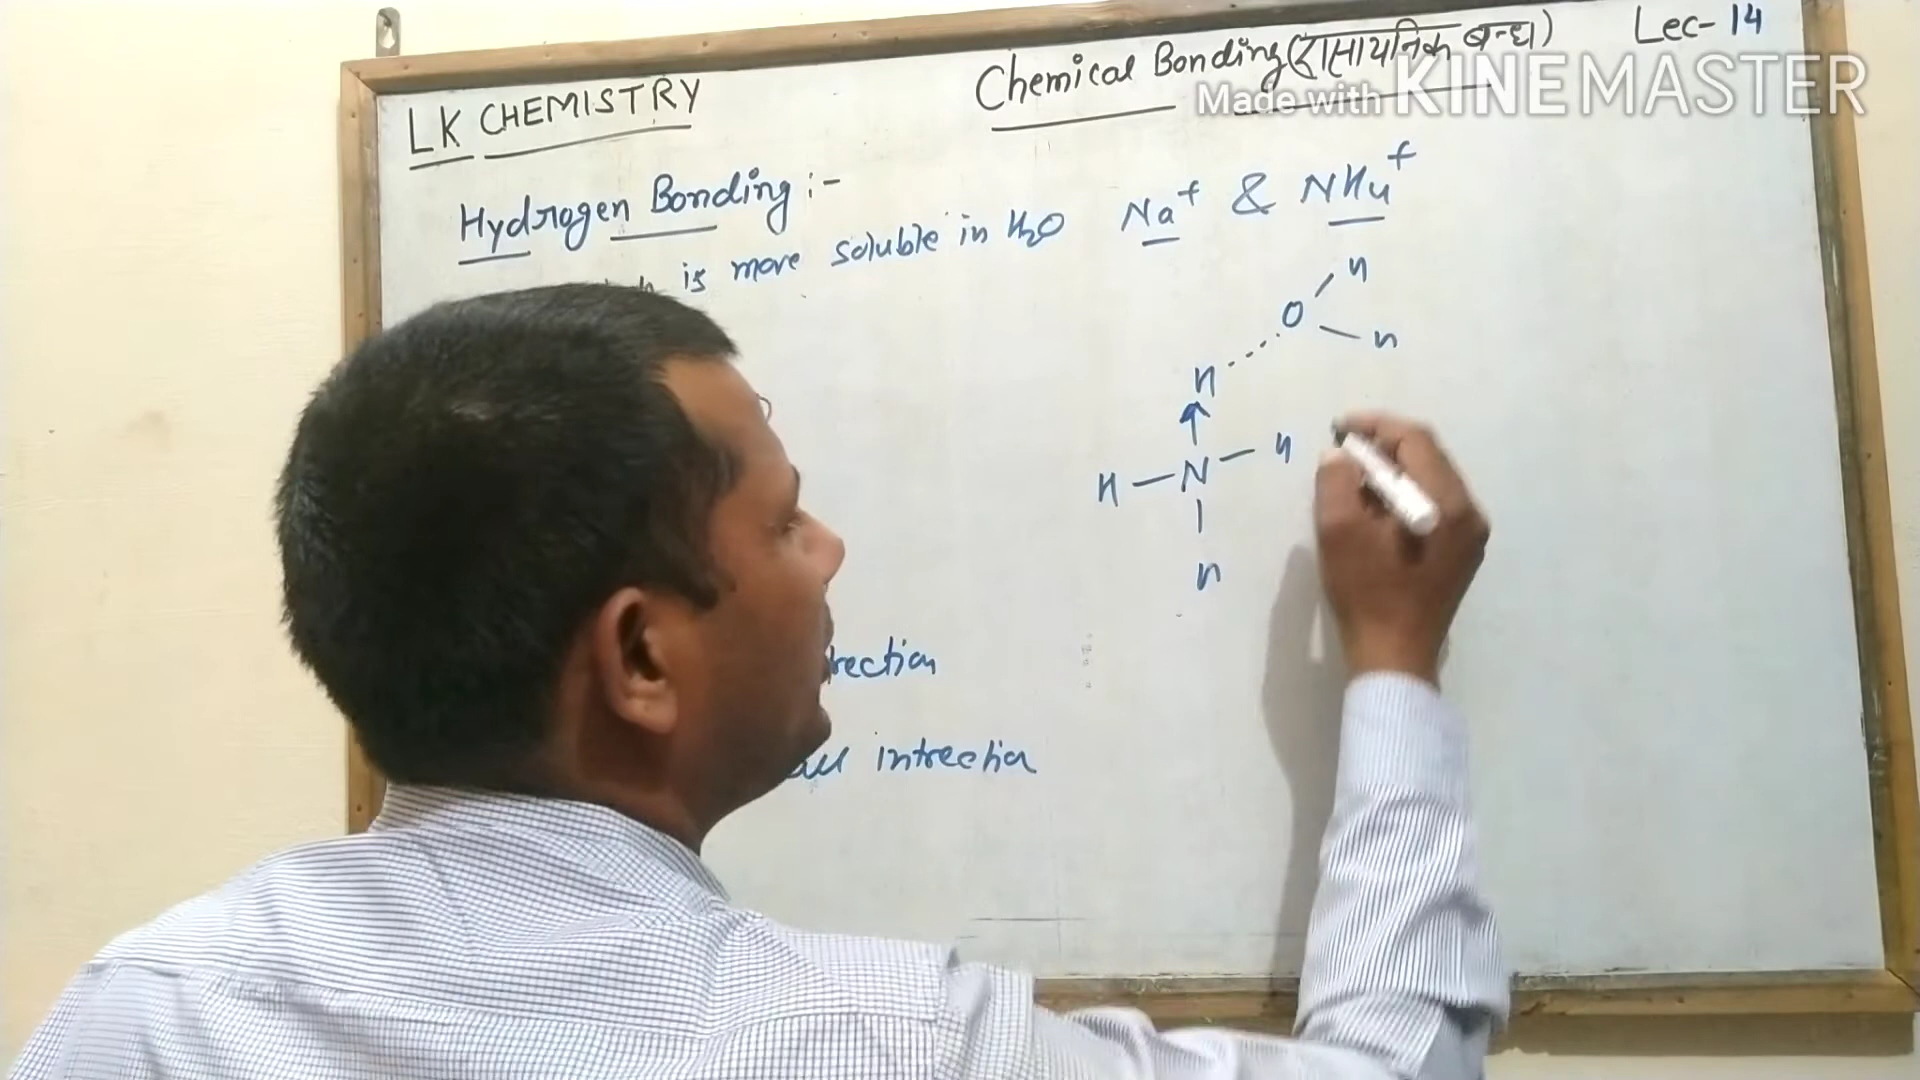 Chemical Bonding (रासायनिक बन्ध) Lec-14
Made with KINEMASTER
LK CHEMISTRY
Hydrogen Bonding :-
is more soluble in H2O Na+ & NH4+
H
O
H
H
H - N - H
H
rection
intrection